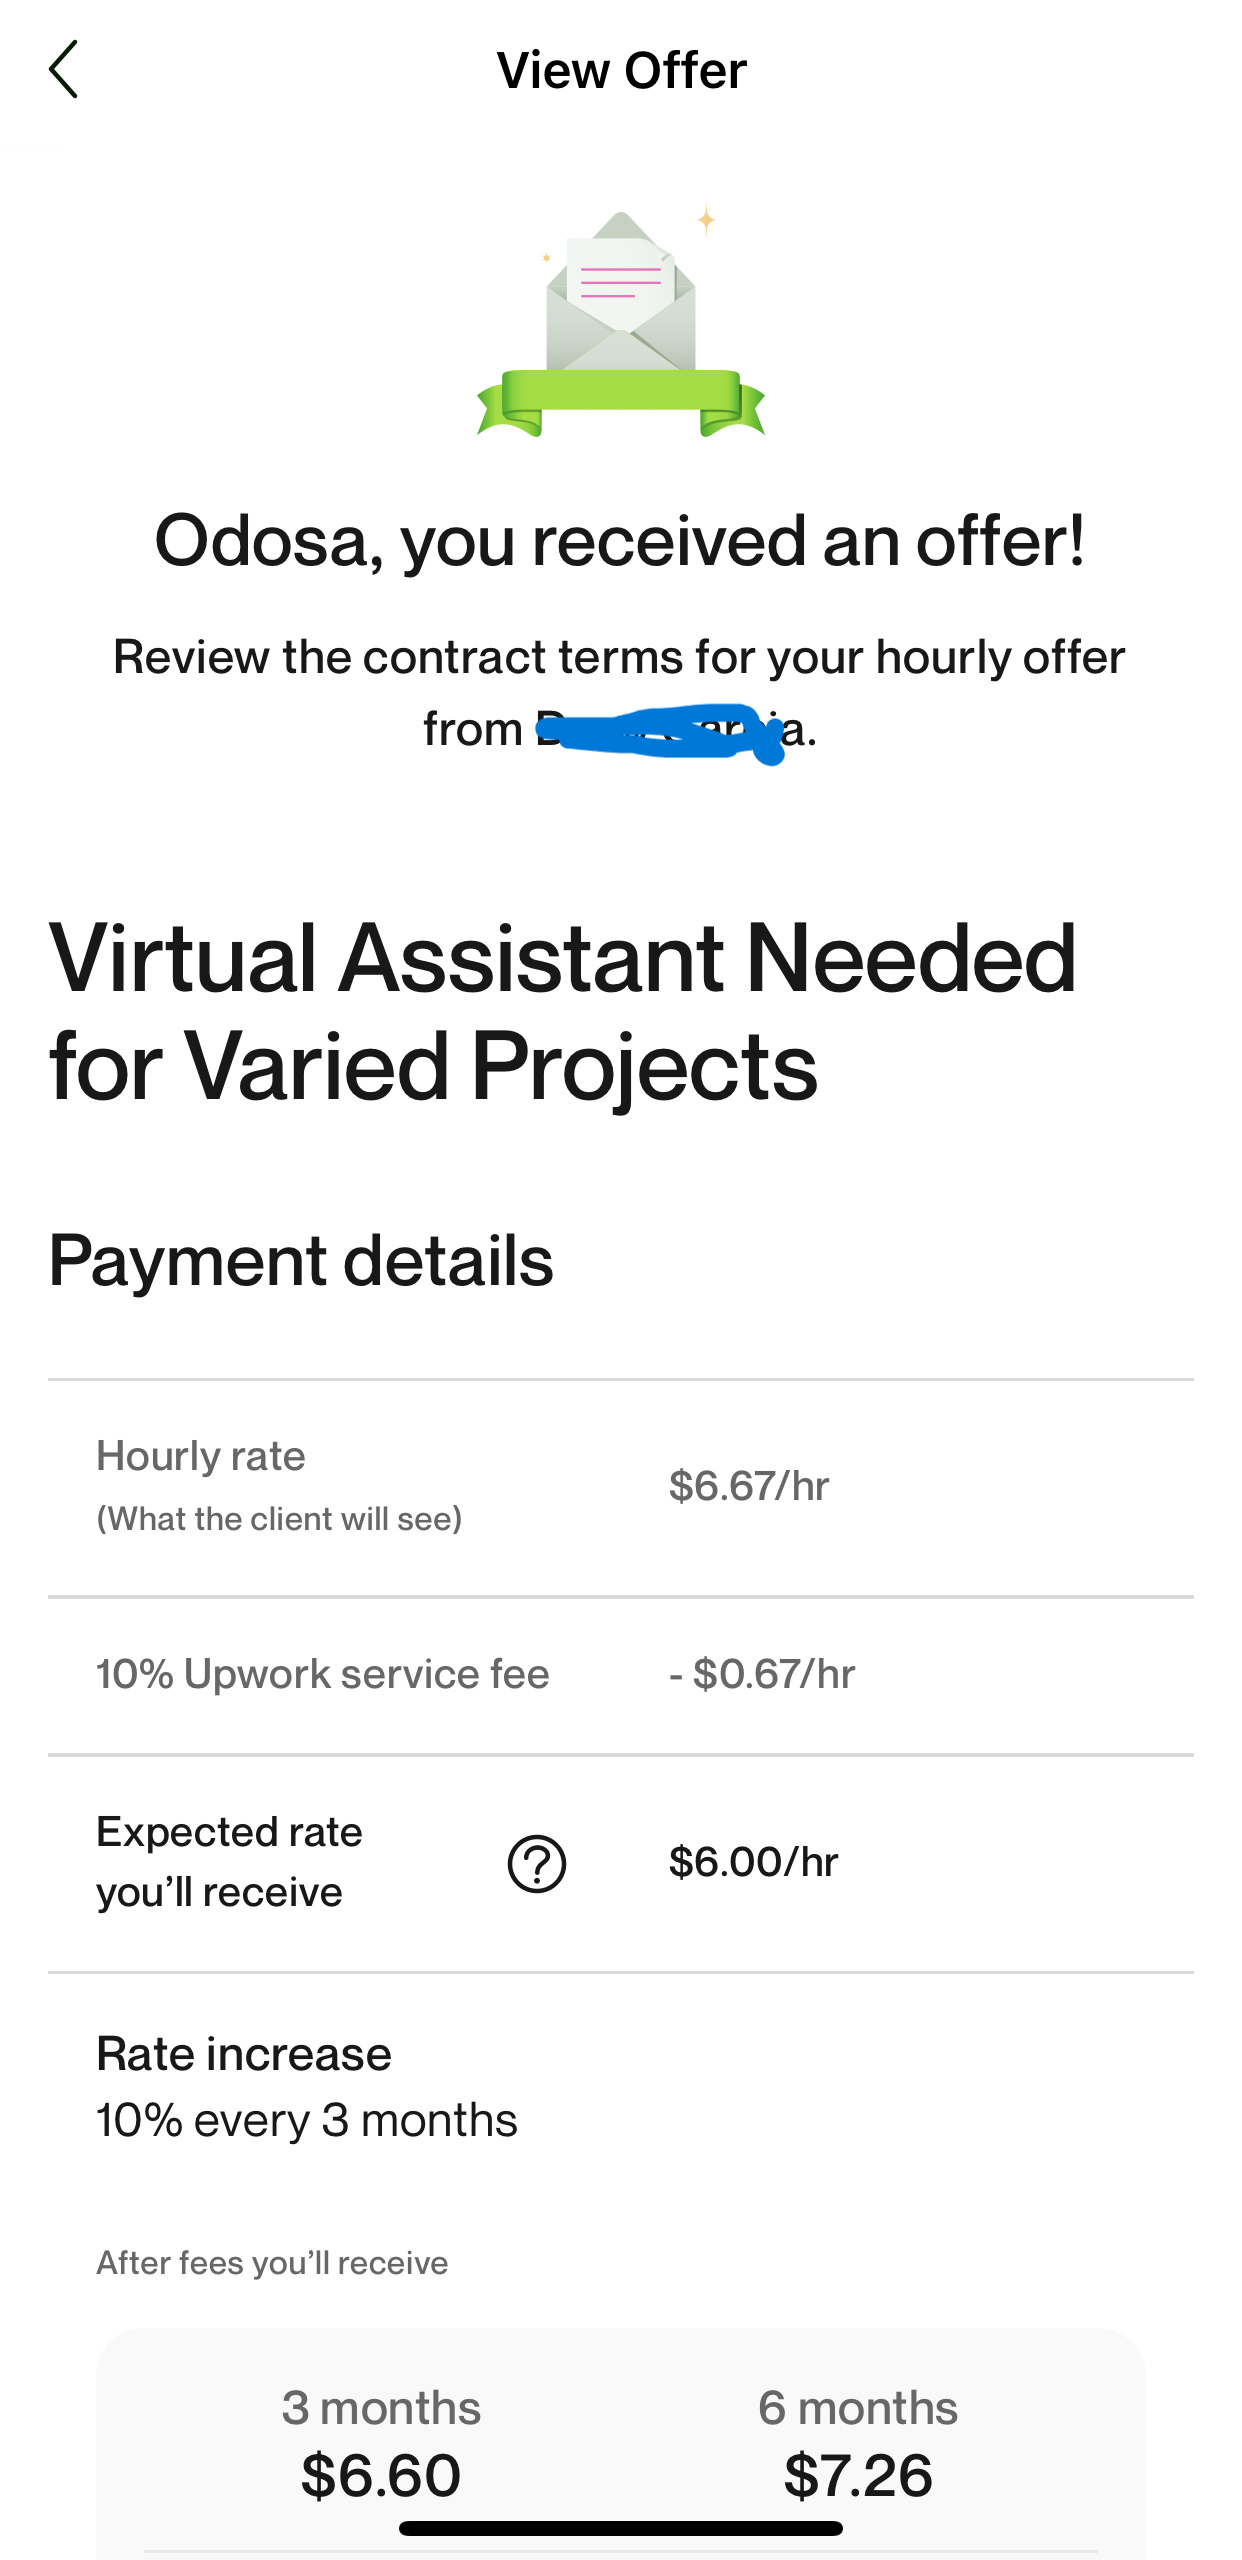 View Offer
Odosa, you received an offer!
Review the contract terms for your hourly offer
from
Virtual Assistant Needed
for Varied Projects
Payment details
Hourly rate
$6.67/hr
(What the client will see)
10% Upwork service fee - $0.67/hr
Expected rate
you’ll receive
$6.00/hr
Rate increase
10% every 3 months
After fees you’ll receive
3 months 6 months
$6.60 $7.26